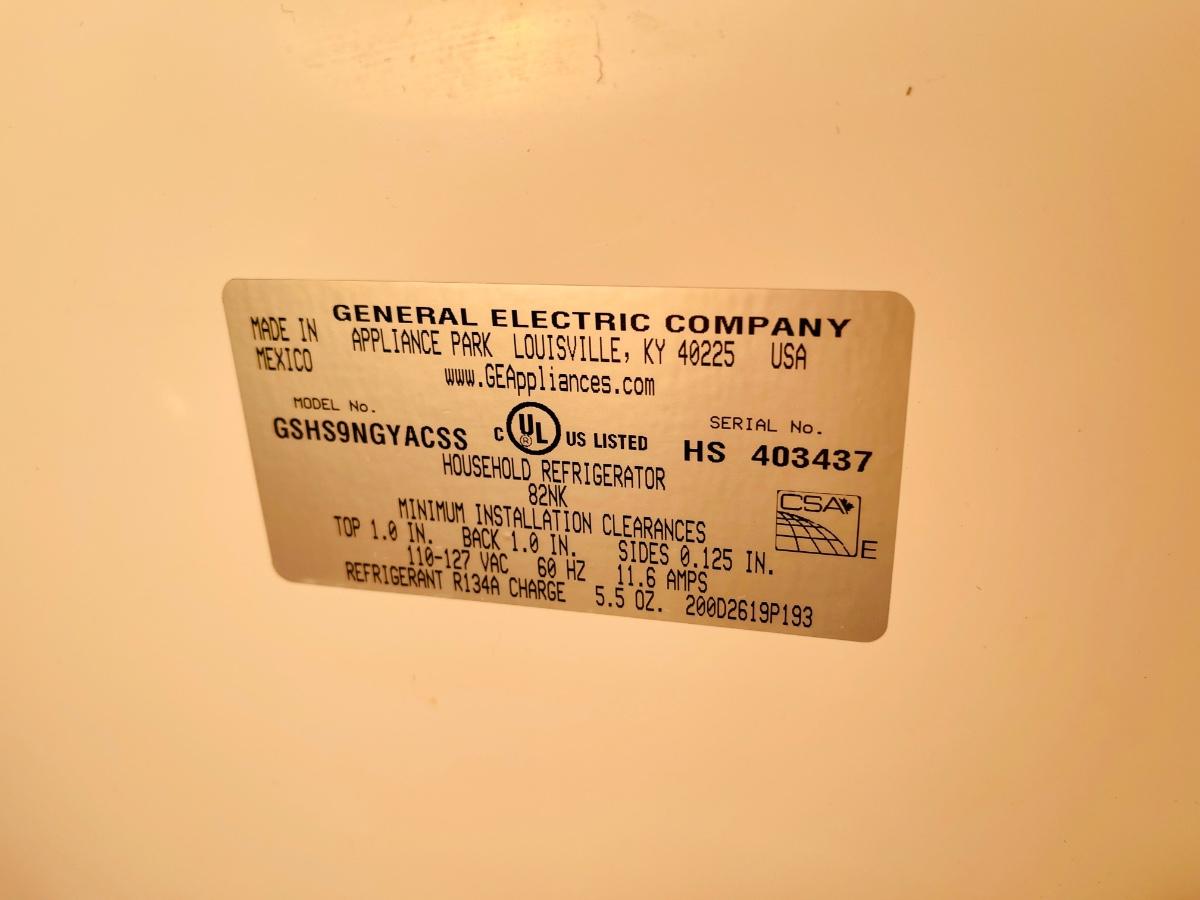 MADE IN
MEXICO
GENERAL ELECTRIC COMPANY
APPLIANCE PARK LOUISVILLE, KY 40225 USA
www.GEAppliances.com
MODEL No.
GSHS9NGYACSS
C UL ® US LISTED
SERIAL No.
HS 403437
HOUSEHOLD REFRIGERATOR
82NK
CSA E
MINIMUM INSTALLATION CLEARANCES
TOP 1.0 IN. BACK 1.0 IN. SIDES 0.125 IN.
110-127 VAC 60 HZ 11.6 AMPS
REFRIGERANT R134A CHARGE 5.5 OZ. 200D2619P193